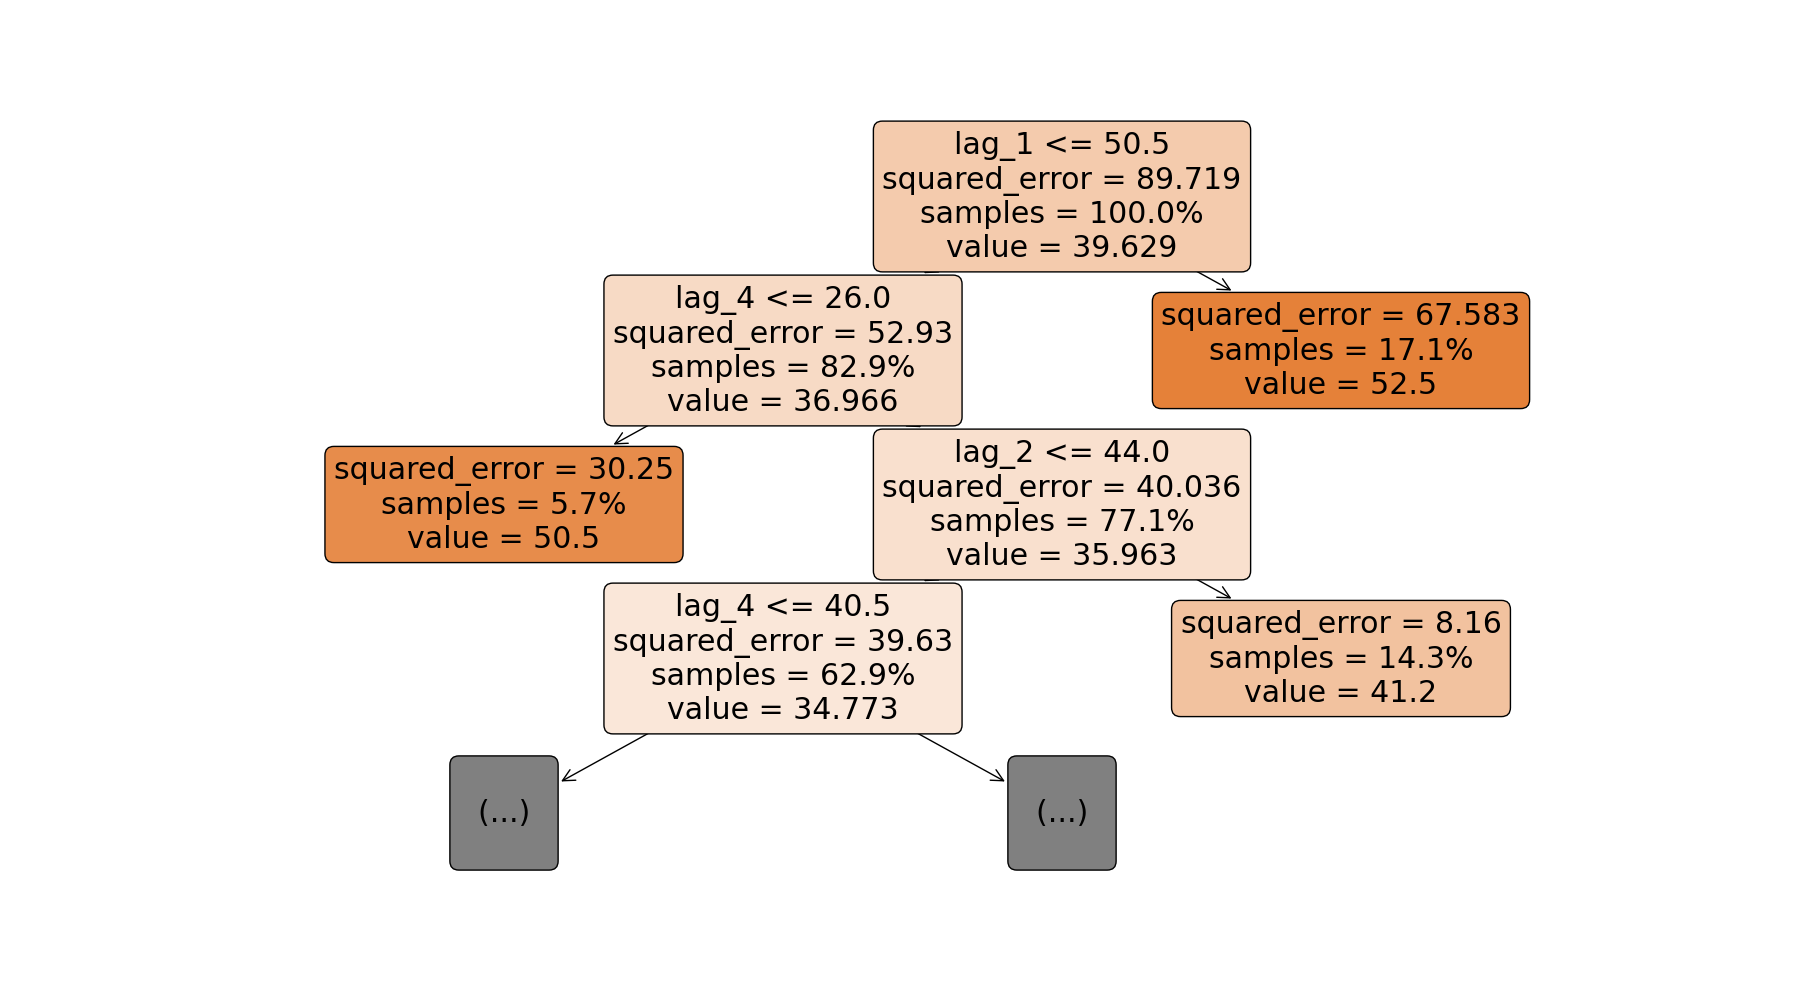 lag_1 <= 50.5
squared_error = 89.719
samples = 100.0%
value = 39.629
lag_4 <= 26.0
squared_error = 52.93
samples = 82.9%
value = 36.966
squared_error = 67.583
samples = 17.1%
value = 52.5
squared_error = 30.25
samples = 5.7%
value = 50.5
lag_2 <= 44.0
squared_error = 40.036
samples = 77.1%
value = 35.963
lag_4 <= 40.5
squared_error = 39.63
samples = 62.9%
value = 34.773
squared_error = 8.16
samples = 14.3%
value = 41.2
(...)
(...)